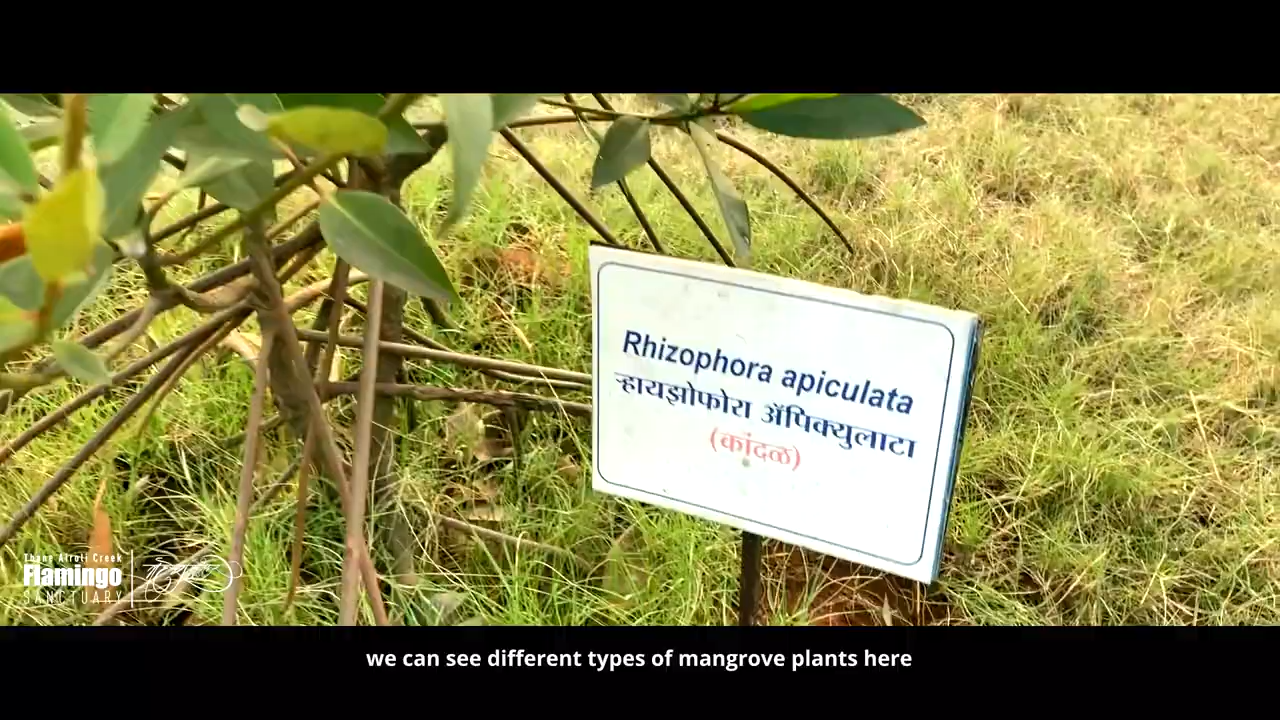 Rhizophora apiculata
ऱ्हायझोफोरा ॲपिक्युलाटा
(कांदळ)
Thane Airoli Creek
Flamingo
SANCTUARY
we can see different types of mangrove plants here